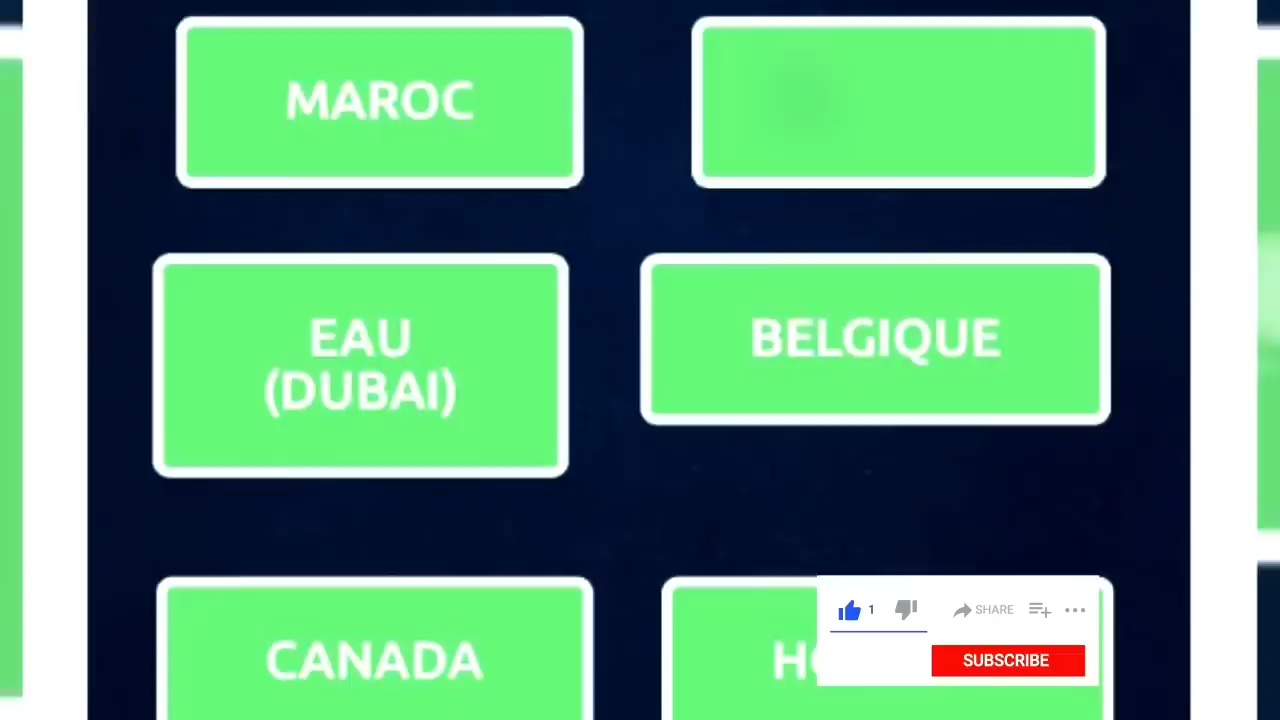 MAROC
EAU
(DUBAI)
BELGIQUE
CANADA
1
SHARE
SUBSCRIBE